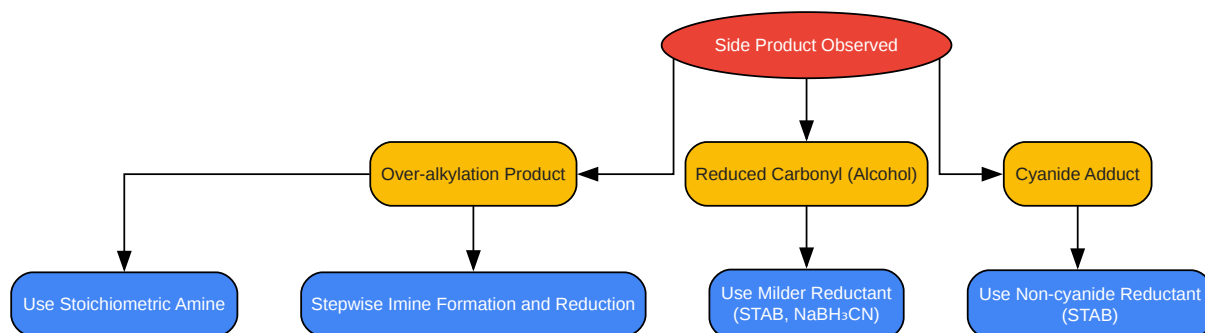 Side Product Observed
Over-alkylation Product
Reduced Carbonyl (Alcohol)
Cyanide Adduct
Use Stoichiometric Amine
Stepwise Imine Formation and Reduction
Use Milder Reductant
(STAB, NaBH₃CN)
Use Non-cyanide Reductant
(STAB)